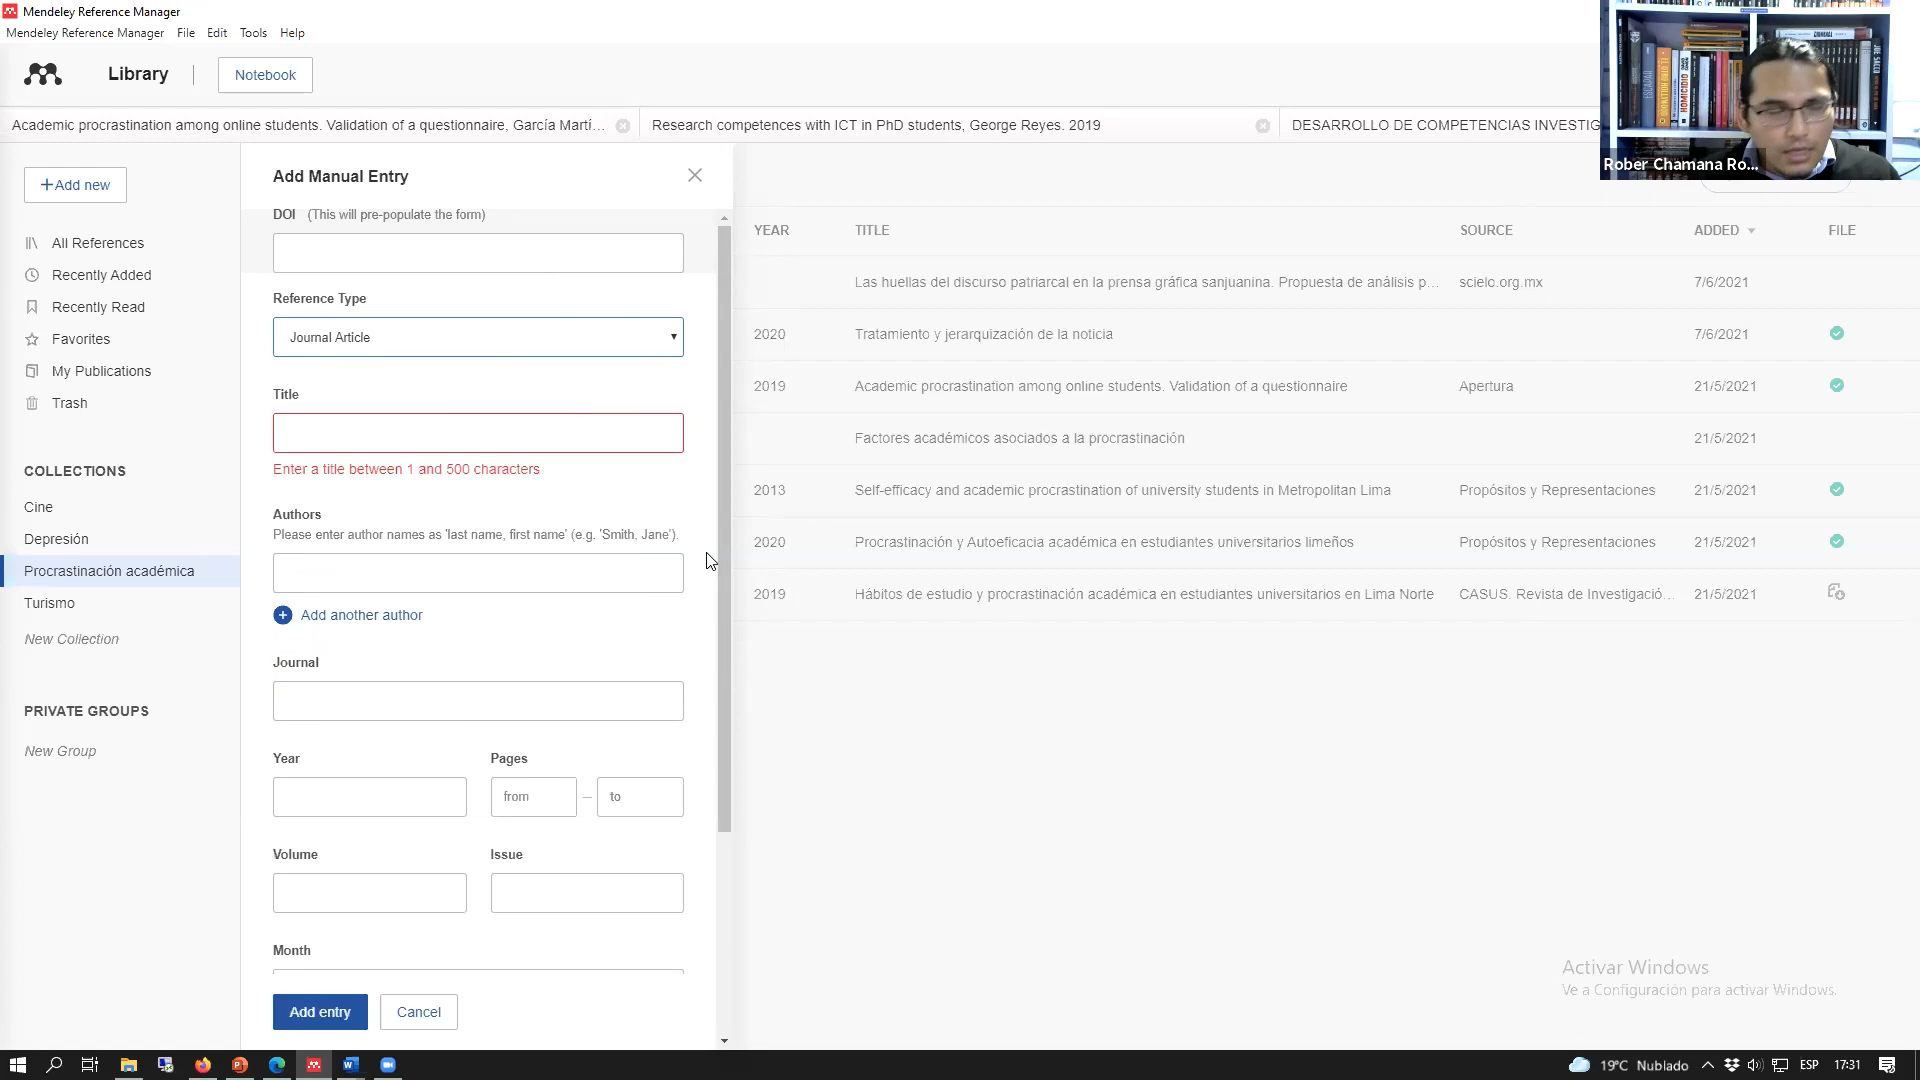 Mendeley Reference Manager
Mendeley Reference Manager File Edit Tools Help
Library
Notebook
Academic procrastination among online students. Validation of a questionnaire, García Martí...
Research competences with ICT in PhD students, George Reyes. 2019
DESARROLLO DE COMPETENCIAS INVESTIG
Rober Chamana Ro...
+Add new
All References
Recently Added
Recently Read
Favorites
My Publications
Trash
COLLECTIONS
Cine
Depresión
Procrastinación académica
Turismo
New Collection
PRIVATE GROUPS
New Group
Add Manual Entry
DOI (This will pre-populate the form)
Reference Type
Journal Article
Title
Enter a title between 1 and 500 characters
Authors
Please enter author names as 'last name, first name' (e.g. 'Smith, Jane').
Add another author
Journal
Year
Pages
from – to
Volume
Issue
Month
Add entry
Cancel
YEAR TITLE SOURCE ADDED FILE
Las huellas del discurso patriarcal en la prensa gráfica sanjuanina. Propuesta de análisis p... scielo.org.mx 7/6/2021
2020 Tratamiento y jerarquización de la noticia 7/6/2021
2019 Academic procrastination among online students. Validation of a questionnaire Apertura 21/5/2021
Factores académicos asociados a la procrastinación 21/5/2021
2013 Self-efficacy and academic procrastination of university students in Metropolitan Lima Propósitos y Representaciones 21/5/2021
2020 Procrastinación y Autoeficacia académica en estudiantes universitarios limeños Propósitos y Representaciones 21/5/2021
2019 Hábitos de estudio y procrastinación académica en estudiantes universitarios en Lima Norte CASUS. Revista de Investigació... 21/5/2021
Activar Windows
Ve a Configuración para activar Windows.
19°C Nublado ESP 17:31